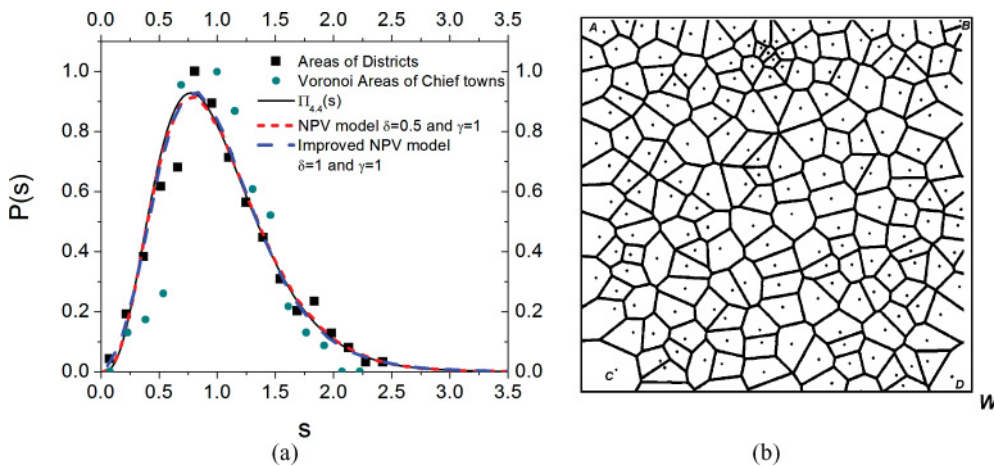 0.0 0.5 1.0 1.5 2.0 2.5 3.0 3.5
1.0
0.8
0.6
0.4
0.2
0.0
P(s)
Areas of Districts
Voronoi Areas of Chief towns
Π4,4(s)
NPV model δ=0.5 and γ=1
Improved NPV model
δ=1 and γ=1
1.0
0.8
0.6
0.4
0.2
0.0
0.0 0.5 1.0 1.5 2.0 2.5 3.0 3.5
s
(a)
A
B
C
D
W
(b)